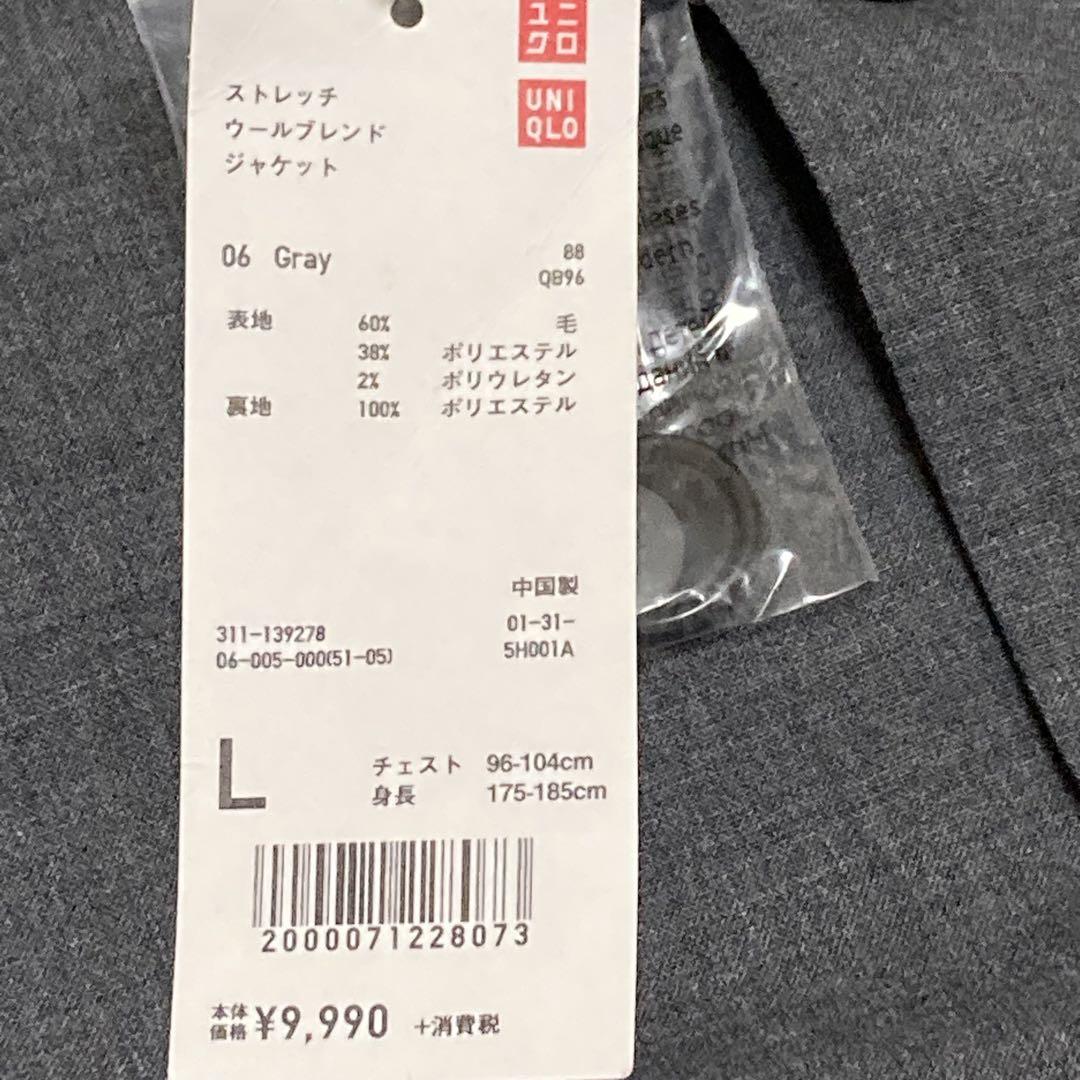 ユニ
クロ
UNI
QLO
ストレッチ
ウールブレンド
ジャケット
06 Gray
88
QB96
表地 60% 毛
38% ポリエステル
2% ポリウレタン
裏地 100% ポリエステル
中国製
311-139278
01-31-
06-005-000(51-05)
5H001A
L
チェスト 96-104cm
身長 175-185cm
2000071228073
本体価格 ¥9,990 +消費税